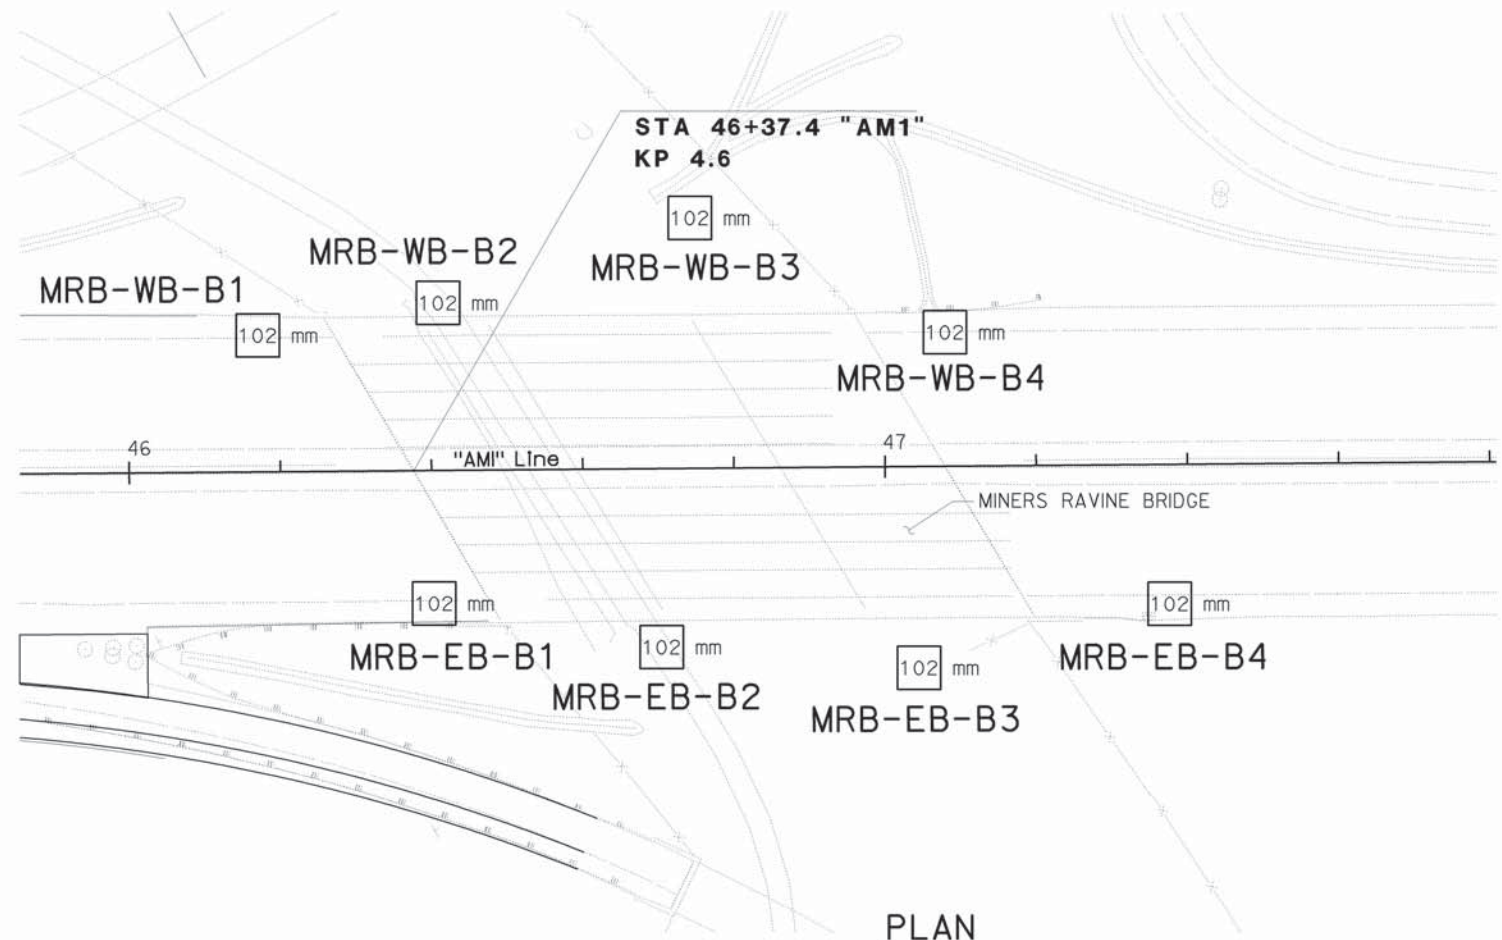 STA 46+37.4 "AM1"
KP 4.6
102 mm
MRB-WB-B3
MRB-WB-B2
102 mm
MRB-WB-B1
102 mm
102 mm
MRB-WB-B4
46
47
"AM1" Line
MINERS RAVINE BRIDGE
102 mm
MRB-EB-B1
102 mm
MRB-EB-B2
102 mm
MRB-EB-B3
102 mm
MRB-EB-B4
PLAN